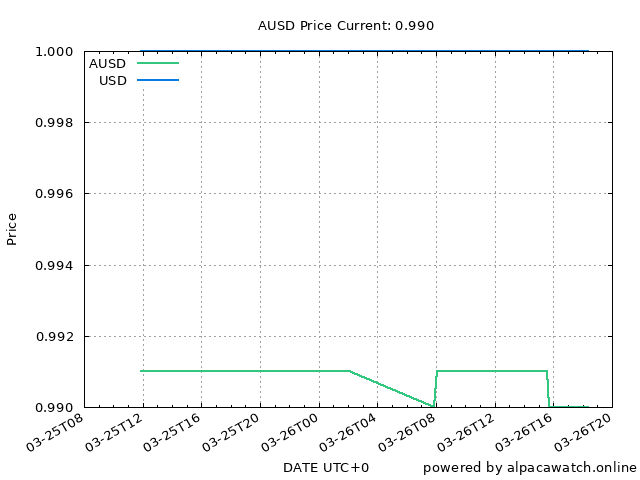 AUSD Price Current: 0.990
1.000
AUSD
USD
0.998
0.996
Price
0.994
0.992
0.990
03-25T08
03-25T12
03-25T16
03-25T20
03-26T00
03-26T04
03-26T08
03-26T12
03-26T16
03-26T20
DATE UTC+0
powered by alpacawatch.online